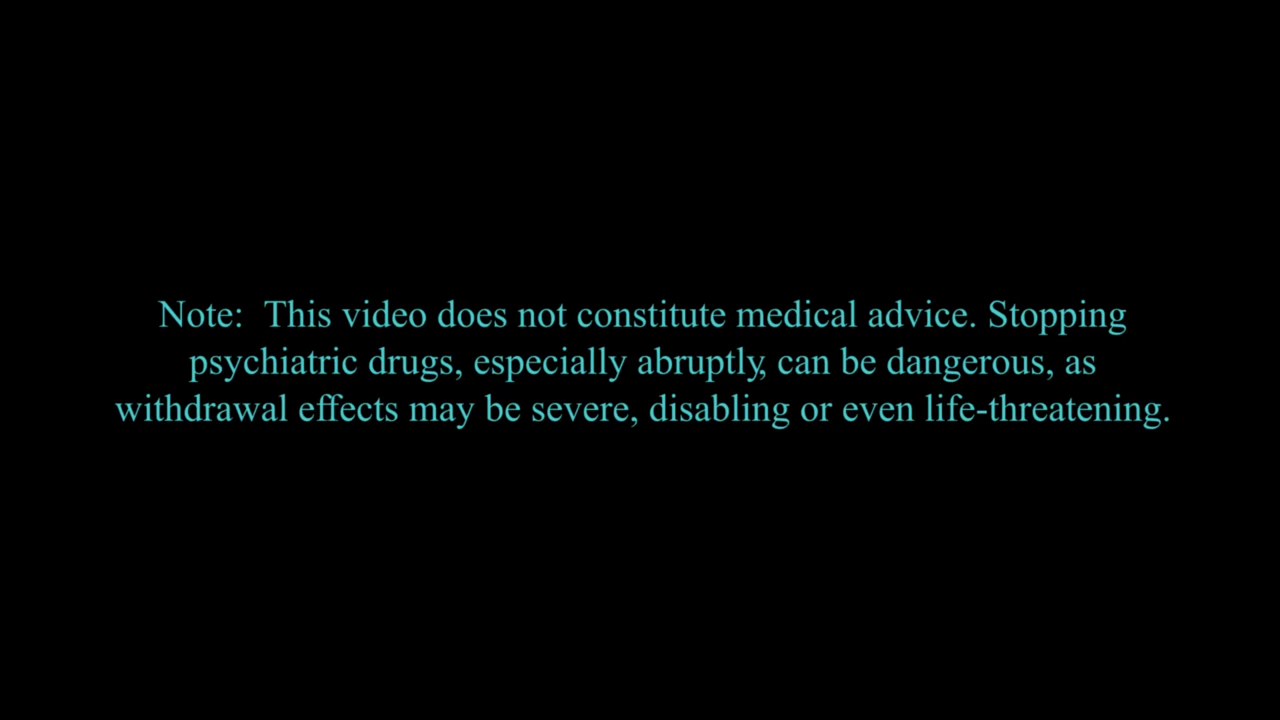 Note:  This video does not constitute medical advice. Stopping
psychiatric drugs, especially abruptly, can be dangerous, as
withdrawal effects may be severe, disabling or even life-threatening.